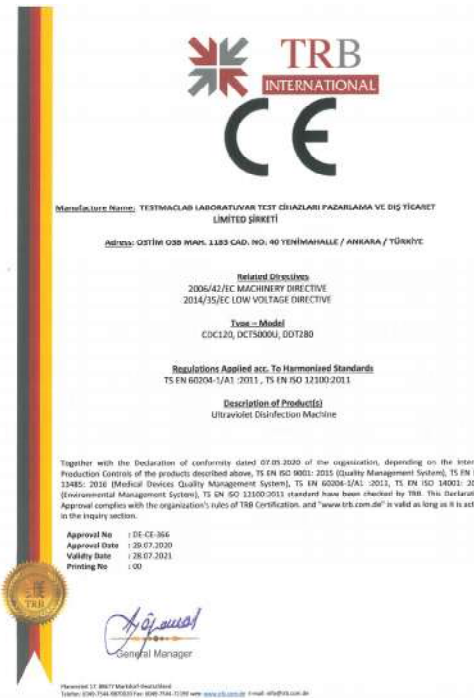 TRB
INTERNATIONAL
CE
Manufacture Name: TESTMACLAB LABORATUVAR TEST CİHAZLARI PAZARLAMA VE DIŞ TİCARET
LİMİTED ŞİRKETİ
Adress: OSTİM OSB MAH. 1183 CAD. NO: 40 YENİMAHALLE / ANKARA / TÜRKİYE
Related Directives
2006/42/EC MACHINERY DIRECTIVE
2014/35/EC LOW VOLTAGE DIRECTIVE
Type – Model
CDC120, DCT5000U, DDT280
Regulations Applied acc. To Harmonized Standards
TS EN 60204-1/A1 :2011 , TS EN ISO 12100:2011
Description of Product(s)
Ultraviolet Disinfection Machine
Together with the Declaration of conformity dated 07.05.2020 of the organization, depending on the Inter
Production Controls of the products described above, TS EN ISO 9001: 2015 (Quality Management System), TS EN
13485: 2016 (Medical Devices Quality Management System), TS EN 60204-1/A1 :2011, TS EN ISO 14001: 20
(Environmental Management System), TS EN ISO 12100:2011 standard have been checked by TRB. This Declarati
Approval complies with the organization's rules of TRB Certification. and "www.trb.com.de" is valid as long as it is act
in the inquiry section.
Approval No : DE-CE-366
Approval Date : 29.07.2020
Validity Date : 28.07.2021
Printing No : 00
TRB
General Manager